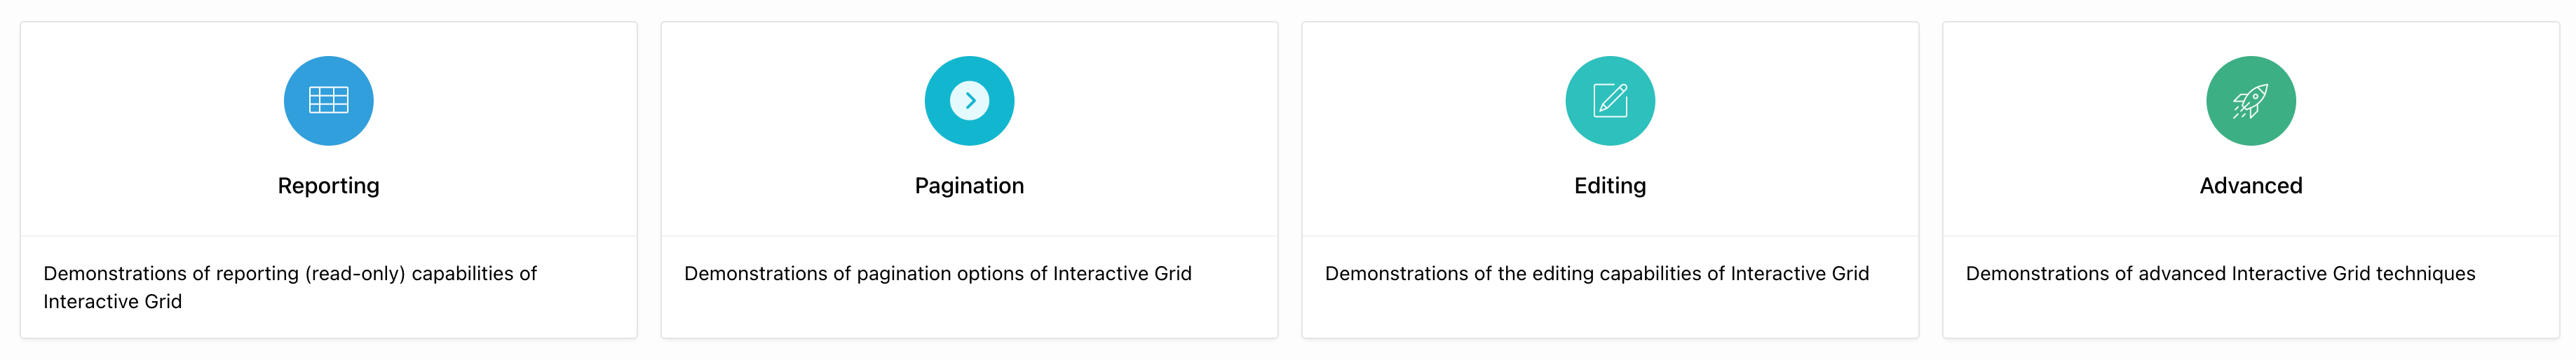 Reporting
Demonstrations of reporting (read-only) capabilities of
Interactive Grid
Pagination
Demonstrations of pagination options of Interactive Grid
Editing
Demonstrations of the editing capabilities of Interactive Grid
Advanced
Demonstrations of advanced Interactive Grid techniques